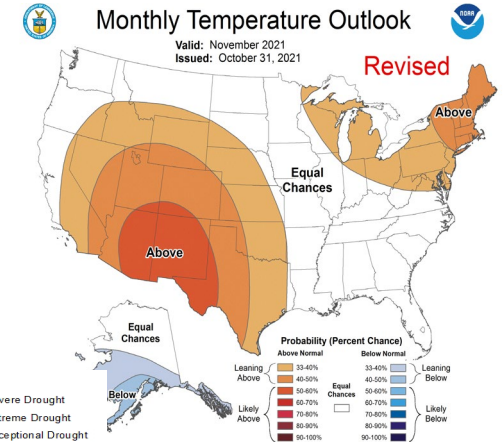 Monthly Temperature Outlook
NOAA
Valid: November 2021
Issued: October 31, 2021
Revised
Above
Equal
Chances
Above
Equal
Chances
Below
Probability (Percent Chance)
Above Normal
Below Normal
Leaning
Above
33-40%
40-50%
Likely
Above
50-60%
60-70%
70-80%
80-90%
90-100%
Equal
Chances
33-40%
40-50%
Leaning
Below
50-60%
60-70%
70-80%
80-90%
90-100%
Likely
Below
vere Drought
treme Drought
ceptional Drought